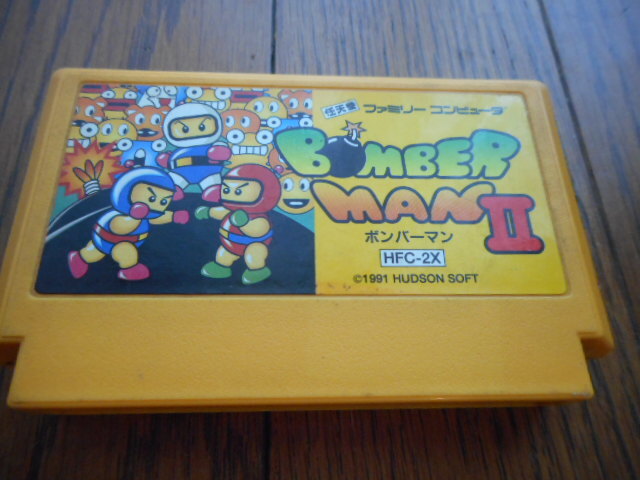 任天堂 ファミリー コンピュータ
BOMBER
MAN II
ボンバーマン
HFC-2X
©1991 HUDSON SOFT